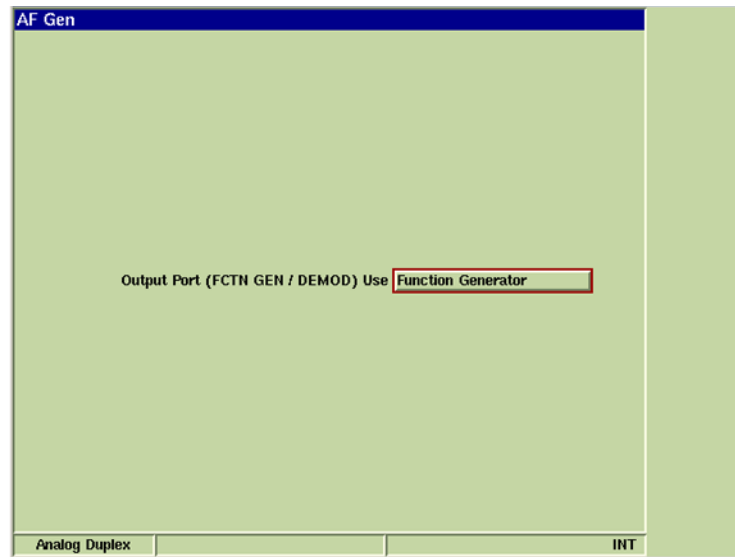 AF Gen
Output Port (FCTN GEN / DEMOD) Use Function Generator
Analog Duplex INT